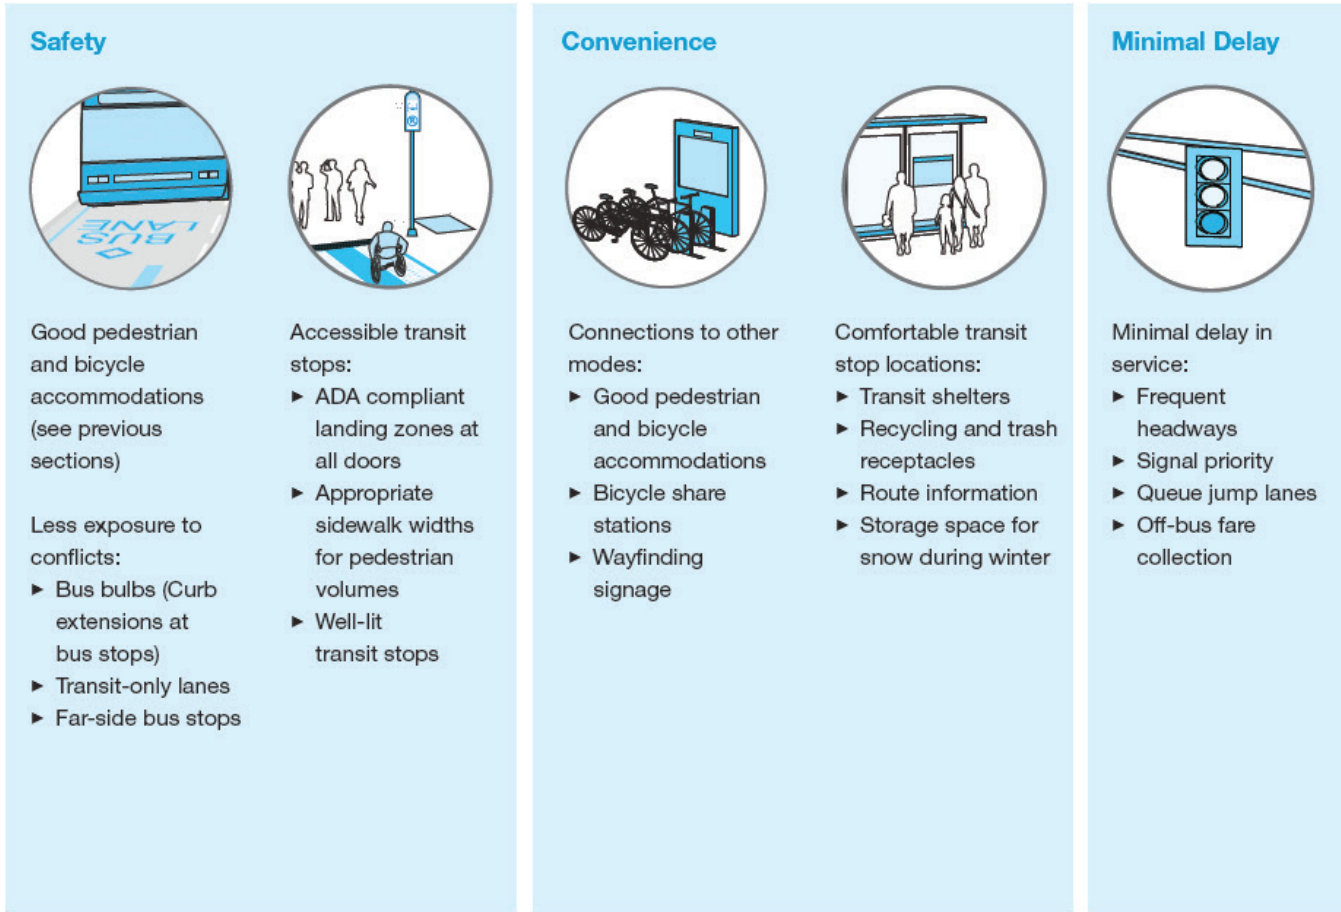 Safety
BUS
LANE
Good pedestrian
and bicycle
accommodations
(see previous
sections)
Less exposure to
conflicts:
► Bus bulbs (Curb
extensions at
bus stops)
► Transit-only lanes
► Far-side bus stops
Accessible transit
stops:
► ADA compliant
landing zones at
all doors
► Appropriate
sidewalk widths
for pedestrian
volumes
► Well-lit
transit stops
Convenience
Connections to other
modes:
► Good pedestrian
and bicycle
accommodations
► Bicycle share
stations
► Wayfinding
signage
Comfortable transit
stop locations:
► Transit shelters
► Recycling and trash
receptacles
► Route information
► Storage space for
snow during winter
Minimal Delay
Minimal delay in
service:
► Frequent
headways
► Signal priority
► Queue jump lanes
► Off-bus fare
collection